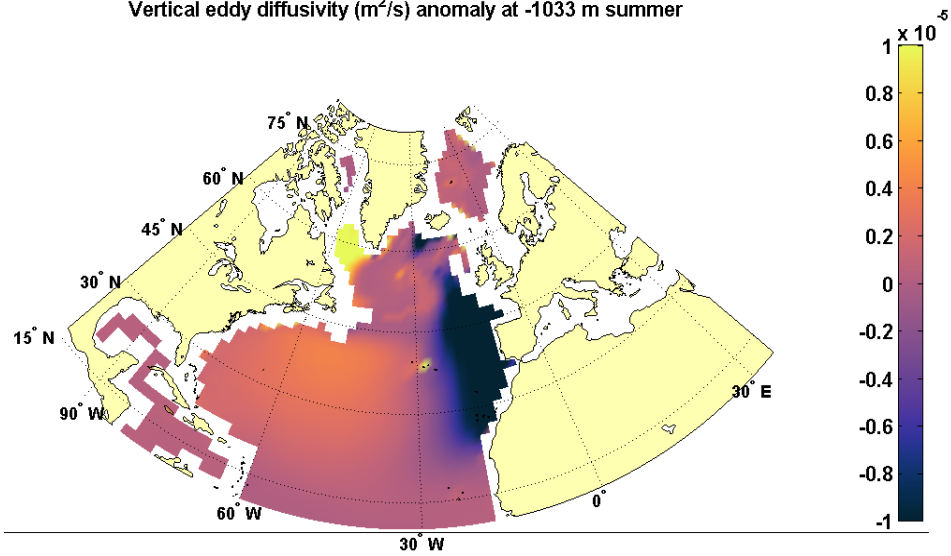 Vertical eddy diffusivity (m²/s) anomaly at -1033 m summer
x 10⁻⁵
1
0.8
0.6
0.4
0.2
0
-0.2
-0.4
-0.6
-0.8
-1
75° N
60° N
45° N
30° N
15° N
90° W
60° W
30° W
0°
30° E